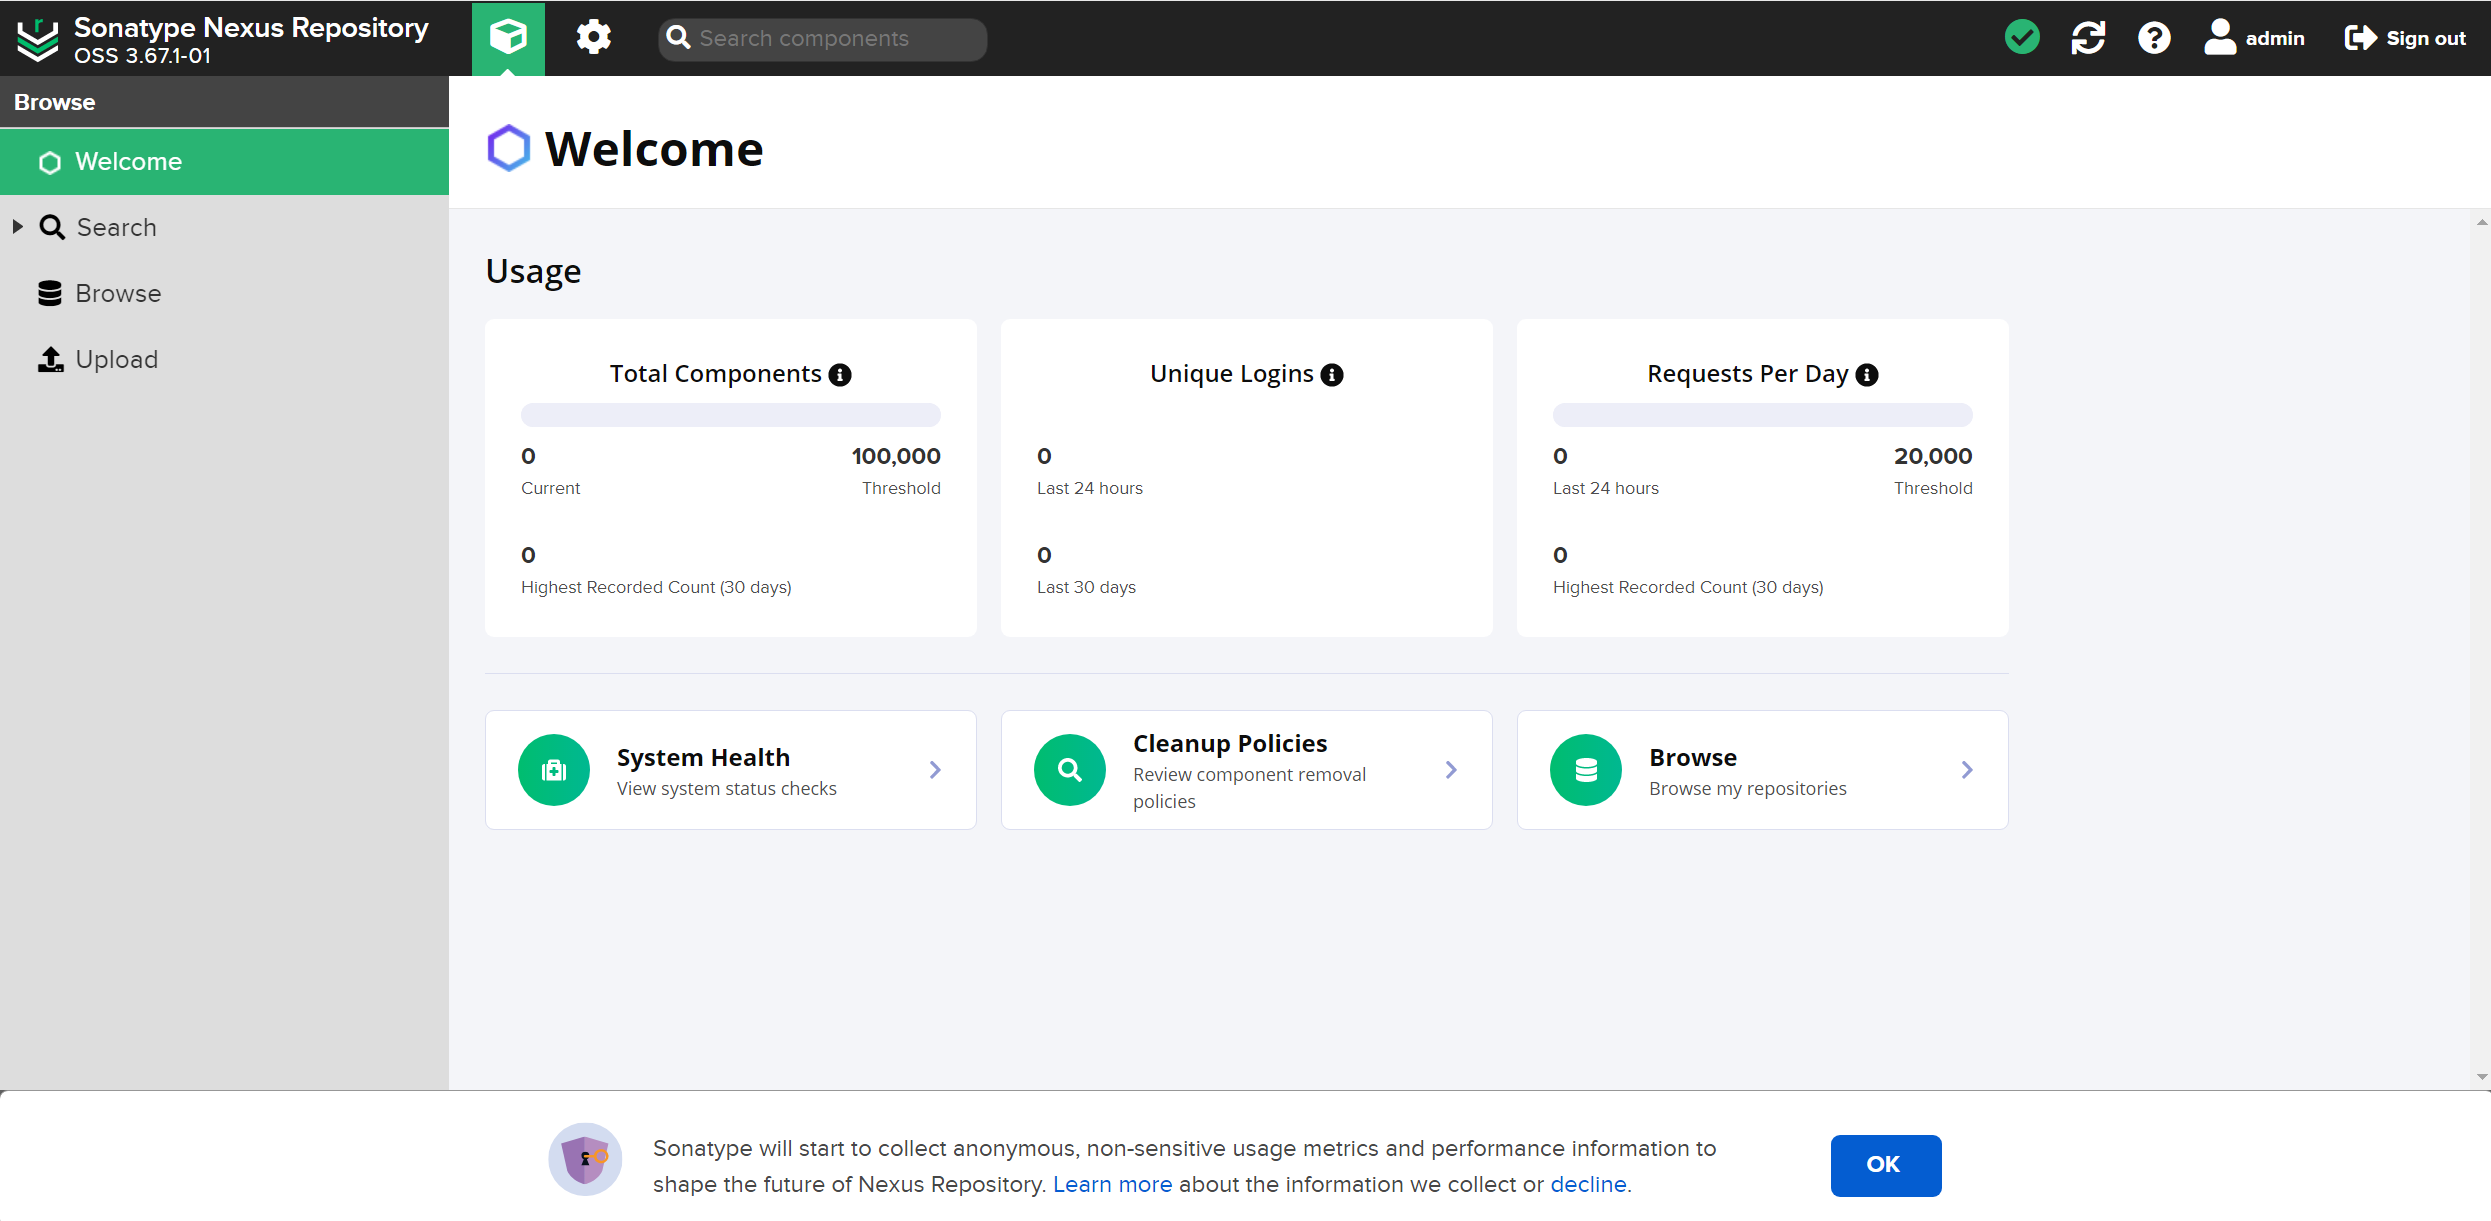 Sonatype Nexus Repository
OSS 3.67.1-01
Search components
admin
Sign out
Browse
Welcome
Search
Browse
Upload
Welcome
Usage
Total Components
0
100,000
Current
Threshold
0
Highest Recorded Count (30 days)
Unique Logins
0
Last 24 hours
0
Last 30 days
Requests Per Day
0
20,000
Last 24 hours
Threshold
0
Highest Recorded Count (30 days)
System Health
View system status checks
Cleanup Policies
Review component removal
policies
Browse
Browse my repositories
Sonatype will start to collect anonymous, non-sensitive usage metrics and performance information to
shape the future of Nexus Repository. Learn more about the information we collect or decline.
OK